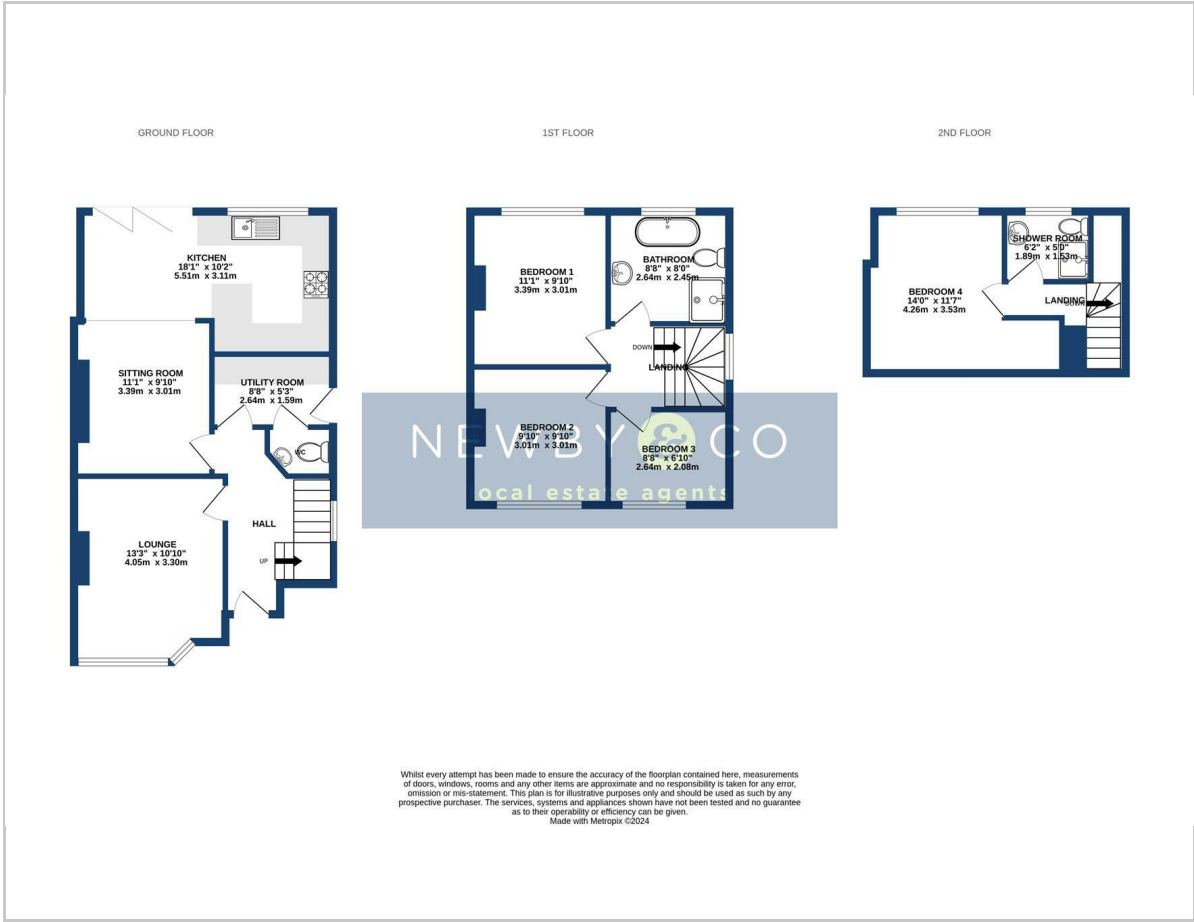 GROUND FLOOR
1ST FLOOR
2ND FLOOR
KITCHEN
18'1" x 10'2"
5.51m x 3.11m
SITTING ROOM
11'1" x 9'10"
3.39m x 3.01m
UTILITY ROOM
8'8" x 5'3"
2.64m x 1.59m
WC
LOUNGE
13'3" x 10'10"
4.05m x 3.30m
HALL
UP
BEDROOM 1
11'1" x 9'10"
3.39m x 3.01m
BATHROOM
8'8" x 8'0"
2.64m x 2.45m
DOWN
LANDING
BEDROOM 2
9'10" x 9'10"
3.01m x 3.01m
BEDROOM 3
8'8" x 6'10"
2.64m x 2.08m
SHOWER ROOM
6'2" x 5'0"
1.89m x 1.53m
BEDROOM 4
14'0" x 11'7"
4.26m x 3.53m
LANDING
DOWN
NEWBY & CO
local estate agents
Whilst every attempt has been made to ensure the accuracy of the floorplan contained here, measurements
of doors, windows, rooms and any other items are approximate and no responsibility is taken for any error,
omission or mis-statement. This plan is for illustrative purposes only and should be used as such by any
prospective purchaser. The services, systems and appliances shown have not been tested and no guarantee
as to their operability or efficiency can be given.
Made with Metropix ©2024